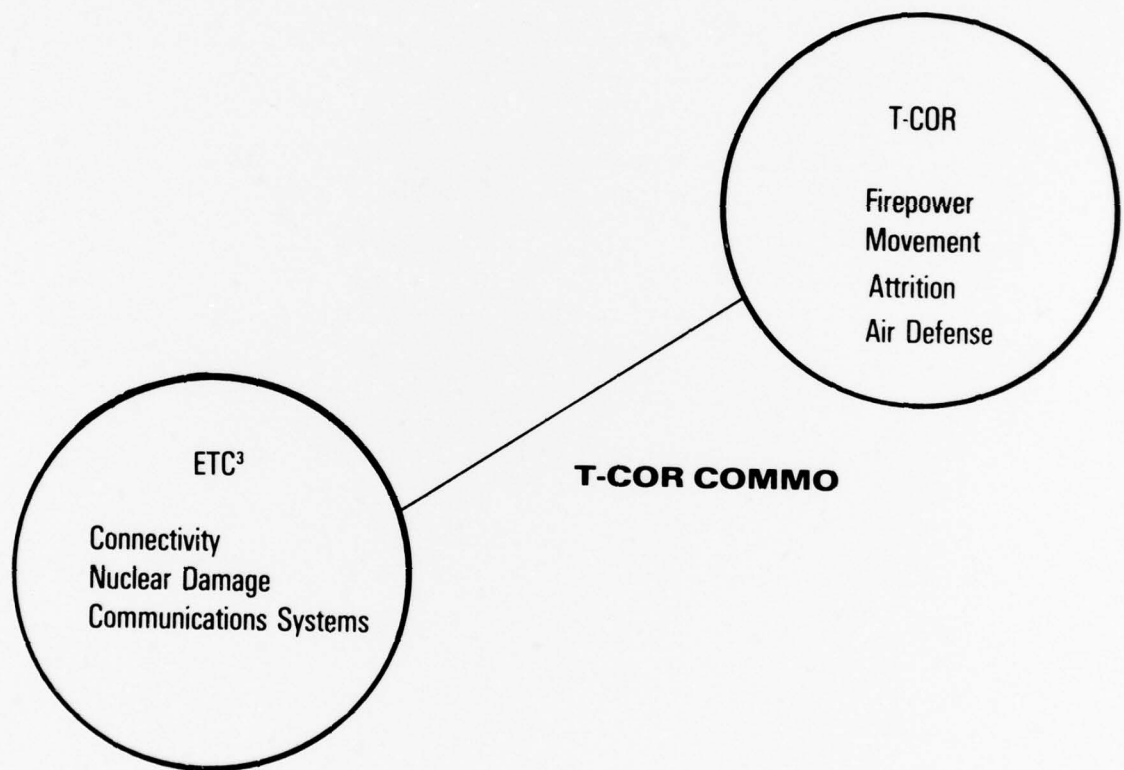 T-COR
Firepower
Movement
Attrition
Air Defense
T-COR COMMO
ETC³
Connectivity
Nuclear Damage
Communications Systems